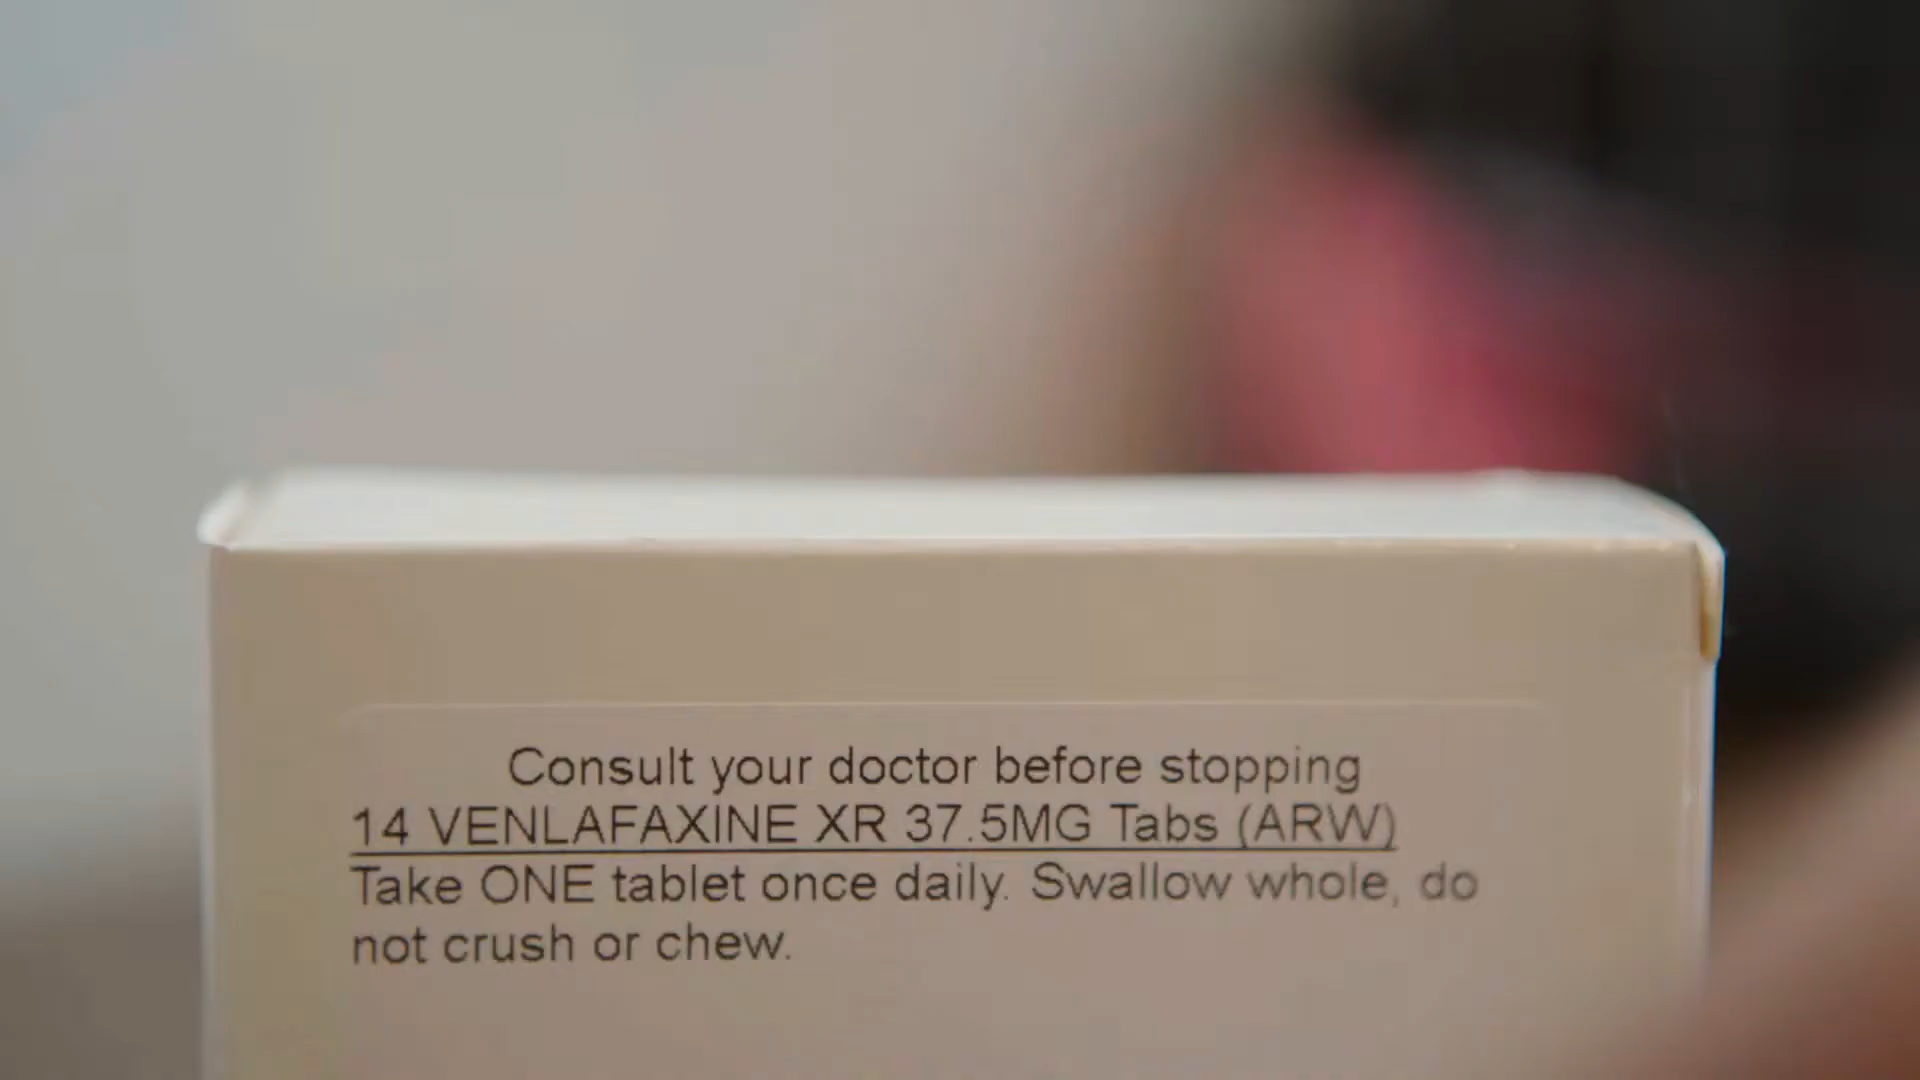 Consult your doctor before stopping
14 VENLAFAXINE XR 37.5MG Tabs (ARW)
Take ONE tablet once daily. Swallow whole, do
not crush or chew.